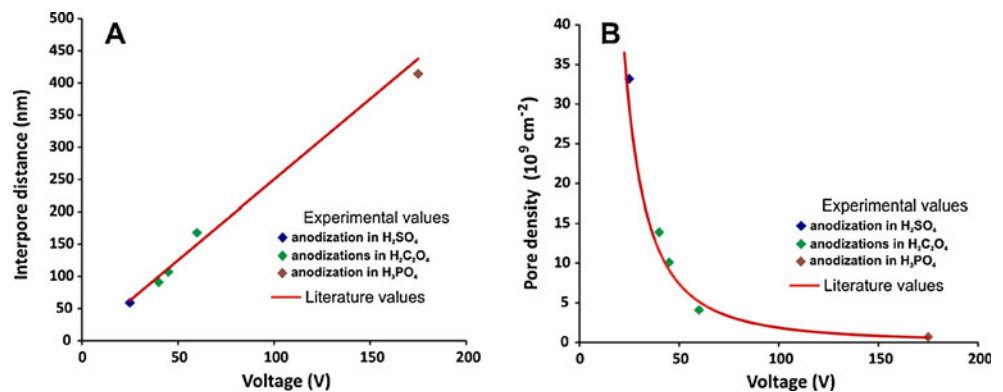 A
Interpore distance (nm)
500
450
400
350
300
250
200
150
100
50
0
0 50 100 150 200
Voltage (V)
Experimental values
anodization in H₂SO₄
anodizations in H₂C₂O₄
anodization in H₃PO₄
Literature values
B
Pore density (10⁹ cm⁻²)
40
35
30
25
20
15
10
5
0
0 50 100 150 200
Voltage (V)
Experimental values
anodization in H₂SO₄
anodizations in H₂C₂O₄
anodization in H₃PO₄
Literature values